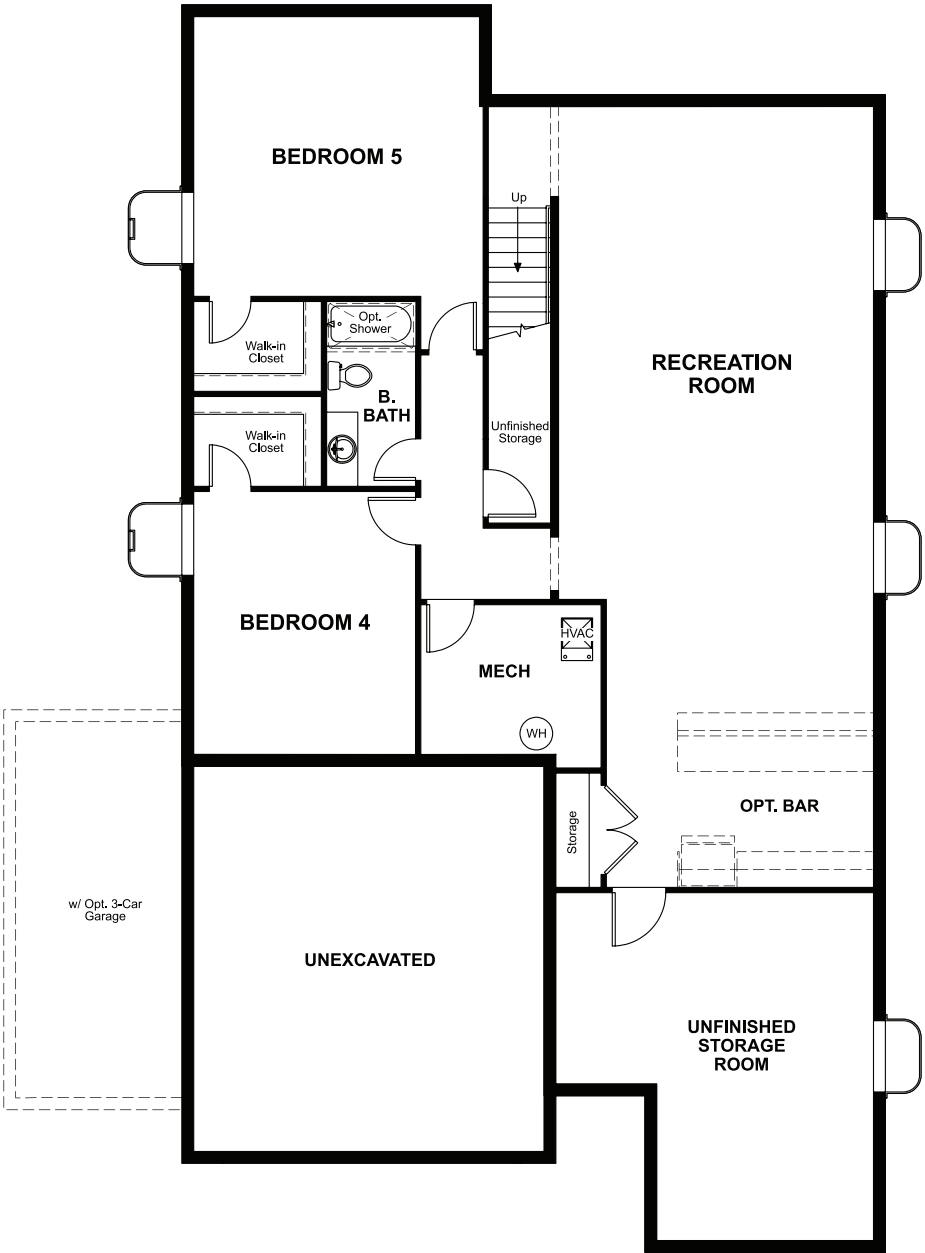 BEDROOM 5
Up
Opt.
Shower
Walk-in
Closet
RECREATION
ROOM
B.
BATH
Walk-in
Closet
Unfinished
Storage
BEDROOM 4
HVAC
MECH
WH
OPT. BAR
Storage
w/ Opt. 3-Car
Garage
UNEXCAVATED
UNFINISHED
STORAGE
ROOM